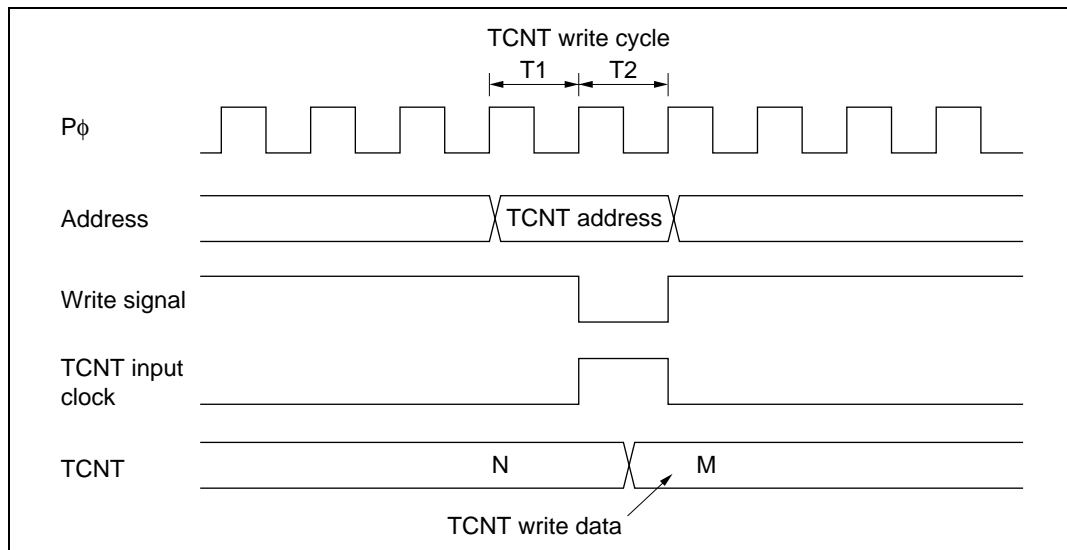 TCNT write cycle
T1 T2
Pϕ
Address
TCNT address
Write signal
TCNT input
clock
TCNT
N
M
TCNT write data